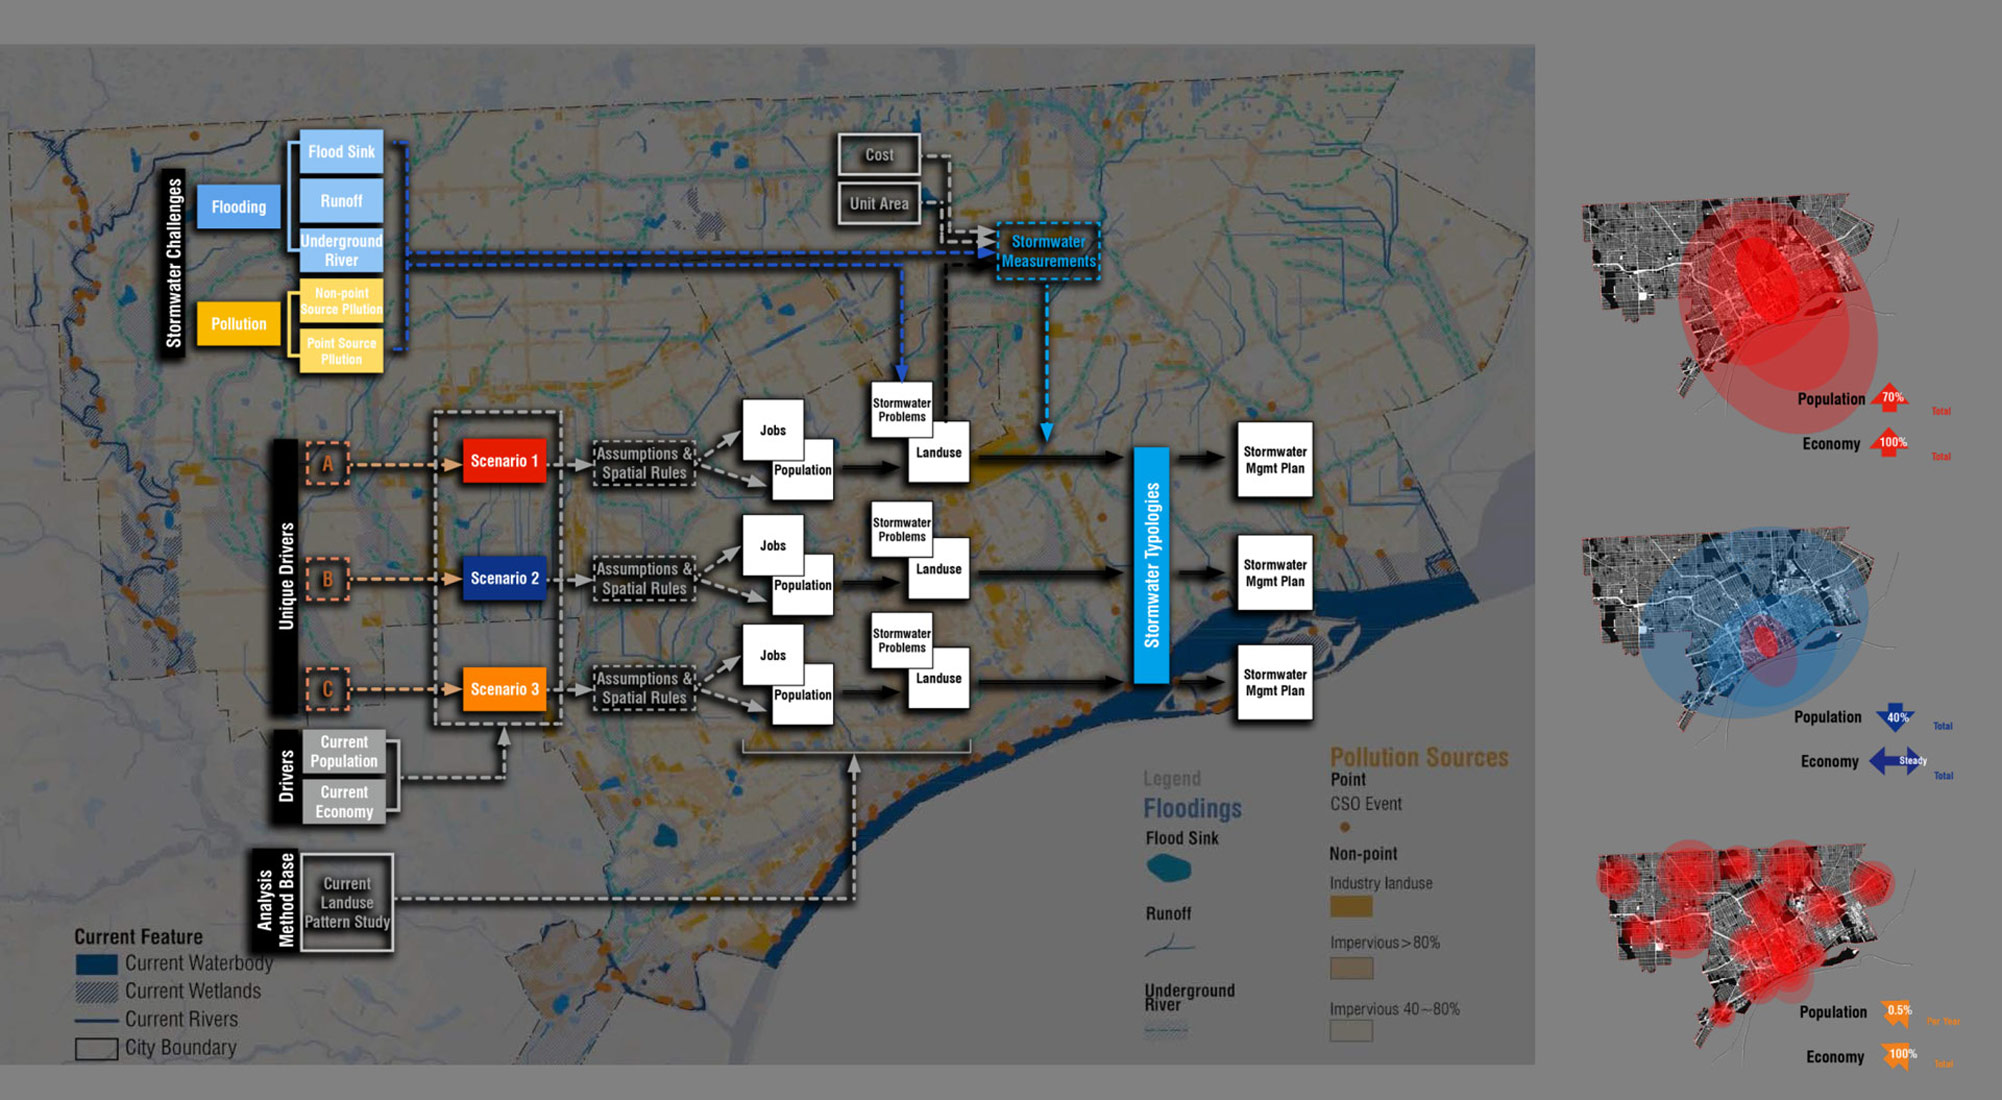 Stormwater Challenges
Flooding
Flood Sink
Runoff
Underground
River
Pollution
Non-point
Source Pllution
Point Source
Pllution
Cost
Unit Area
Stormwater
Measurements
Unique Drivers
A
Scenario 1
Assumptions &
Spatial Rules
Jobs
Population
Stormwater
Problems
Landuse
Stormwater
Mgmt Plan
B
Scenario 2
Assumptions &
Spatial Rules
Jobs
Population
Stormwater
Problems
Landuse
Stormwater
Mgmt Plan
C
Scenario 3
Assumptions &
Spatial Rules
Jobs
Population
Stormwater
Problems
Landuse
Stormwater
Mgmt Plan
Stormwater Typologies
Drivers
Current
Population
Current
Economy
Analysis
Method Base
Current
Landuse
Pattern Study
Current Feature
Current Waterbody
Current Wetlands
Current Rivers
City Boundary
Legend
Floodings
Flood Sink
Runoff
Underground
River
Pollution Sources
Point
CSO Event
Non-point
Industry landuse
Impervious>80%
Impervious 40~80%
Population 70% Total
Economy 100% Total
Population 40% Total
Economy Steady Total
Population 0.5% Per Year
Economy 100% Total